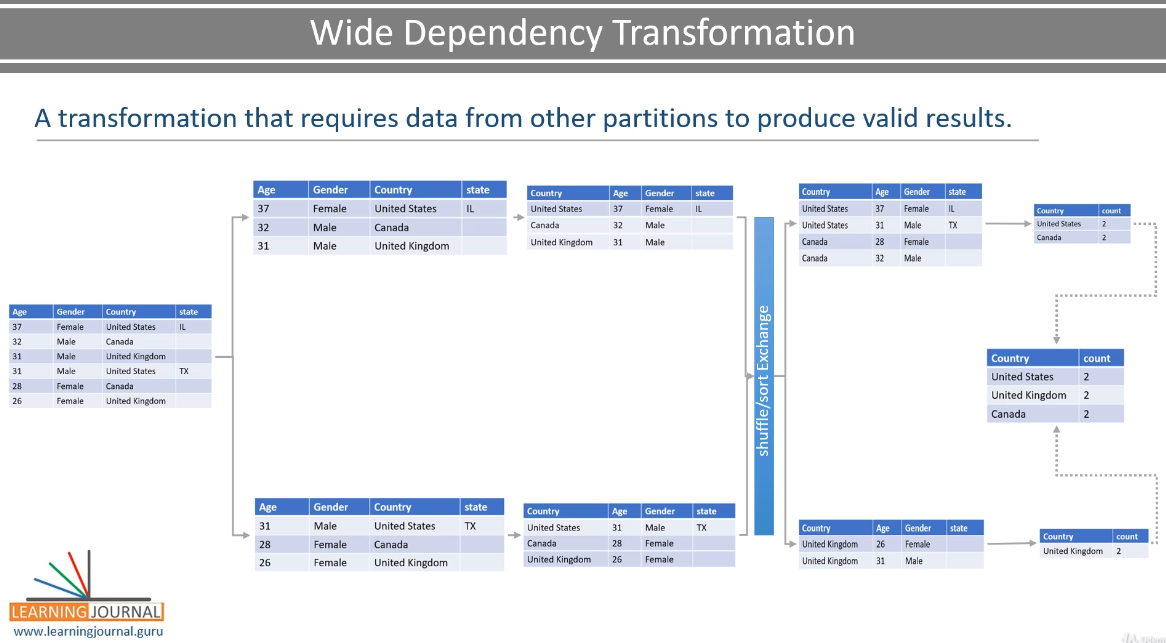 Wide Dependency Transformation
A transformation that requires data from other partitions to produce valid results.
Age Gender Country state
37 Female United States IL
32 Male Canada
31 Male United Kingdom
31 Male United States TX
28 Female Canada
26 Female United Kingdom
Age Gender Country state
37 Female United States IL
32 Male Canada
31 Male United Kingdom
Country Age Gender state
United States 37 Female IL
Canada 32 Male
United Kingdom 31 Male
Age Gender Country state
31 Male United States TX
28 Female Canada
26 Female United Kingdom
Country Age Gender state
United States 31 Male TX
Canada 28 Female
United Kingdom 26 Female
shuffle/sort Exchange
Country Age Gender state
United States 37 Female IL
United States 31 Male TX
Canada 28 Female
Canada 32 Male
Country count
United States 2
Canada 2
Country count
United States 2
United Kingdom 2
Canada 2
Country Age Gender state
United Kingdom 26 Female
United Kingdom 31 Male
Country count
United Kingdom 2
LEARNING JOURNAL
www.learningjournal.guru